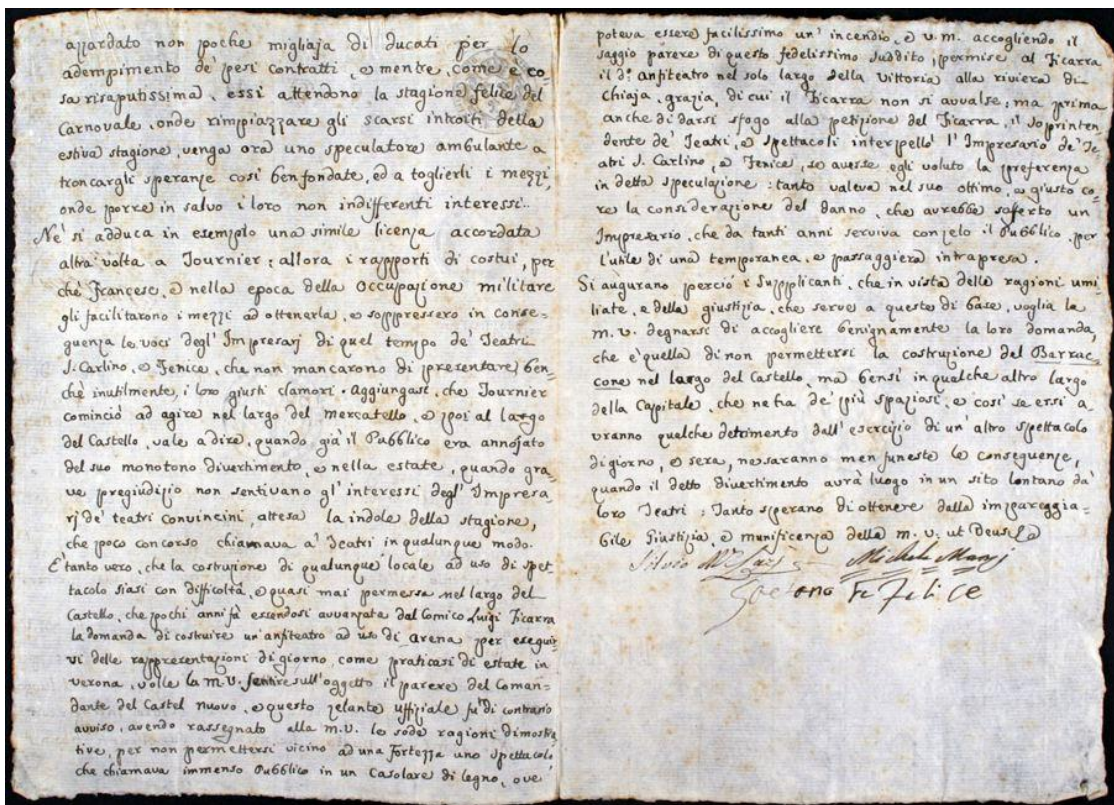 azzardato non poche migliaja di ducati per lo
adempimento de' pesi contratti, e mentre, come è co=
sa risaputissima, essi attendono la stagione felice del
Carnovale, onde rimpiazzare gli scarsi introiti della
estiva stagione, venga ora uno speculatore ambulante a
troncargli speranze così ben fondate, ed a toglierli i mezzi,
onde porre in salvo i loro non indifferenti interessi.
Nè si adduca in esempio una simile licenza accordata
altra volta a Tournier; allora i rapporti di costui, per
chè Francese, e nella epoca della Occupazione militare
gli facilitarono i mezzi ad ottenerla, e soppressero in conse=
guenza le voci degl' Impresarj di quel tempo de' Teatri
S. Carlino, e Fenice, che non mancarono di presentare ben=
chè inutilmente, i loro giusti clamori. Aggiungasi, che Tournier
cominciò ad agire nel largo del mercatello, e poi al largo
del Castello, vale a dire, quando già il Pubblico era annojato
del suo monotono divertimento, e nella estate, quando gra=
ve pregiudizio non sentivano gl' interessi degl' Impresa
rj de' teatri convincini, attesa la indole della stagione,
che poco concorso chiamava a' Teatri in qualunque modo.
E' tanto vero, che la costruzione di qualunque locale ad uso di spet=
tacolo siasi con difficoltà, e quasi mai permessa nel largo del
Castello, che pochi anni fà essendosi avvanzata dal Comico Luigi Ficarra
la domanda di costruire un' anfiteatro ad uso di arena per eseguir
vi delle rappresentazioni di giorno, come praticasi di estate in
verona, volle la M.V. sentire sull'oggetto il parere del Coman=
dante del Castel nuovo, e questo zelante uffiziale fu di contrario
avviso, avendo rassegnato alla M.V. le sode ragioni dimostra
tive, per non permettersi vicino ad una Fortezza uno spettacolo,
che chiamava immenso Pubblico in un Casolare di legno, ove
poteva essere facilissimo un' incendio, e V.M. accogliendo il
saggio parere di questo fedelissimo suddito, permise al Ficarra
il d.° anfiteatro nel solo largo della Vittoria alla riviera di
Chiaja, grazia, di cui il Ficarra non si avvalse: ma prima
anche di darsi sfogo alla petizione del Ficarra, il Soprinten=
dente de' Teatri, e Spettacoli interpellò l' Impresario de' Te=
atri S. Carlino, e Fenice, se avesse egli voluto la preferenza
in detta speculazione: tanto valeva nel suo ottimo, e giusto co=
re la considerazione del danno, che avrebbe sofferto un
Impresario, che da tanti anni serviva con zelo il Pubblico, per
l'utile di una temporanea, e passaggiera intrapresa.
Si augurano perciò i Supplicanti, che in vista delle ragioni umi=
liate, e della giustizia, che serve a queste di base, voglia la
M.V. degnarsi di accogliere benignamente la loro domanda,
che è quella di non permettersi la costruzione del Barrac=
cone nel largo del Castello, ma bensì in qualche altro largo
della Capitale, che ne ha de' più spaziosi, e così se essi a=
vranno qualche detrimento dall' esercizio di un' altro spettacolo
di giorno, e sera, ne saranno men funeste le conseguenze,
quando il detto divertimento avrà luogo in un sito lontano da'
loro Teatri; Tanto sperano di ottenere dalla impareggia=
bile Giustizia, e munificenza della M.V. ut Deus
Silvio M.ª
Gaetano De Felice